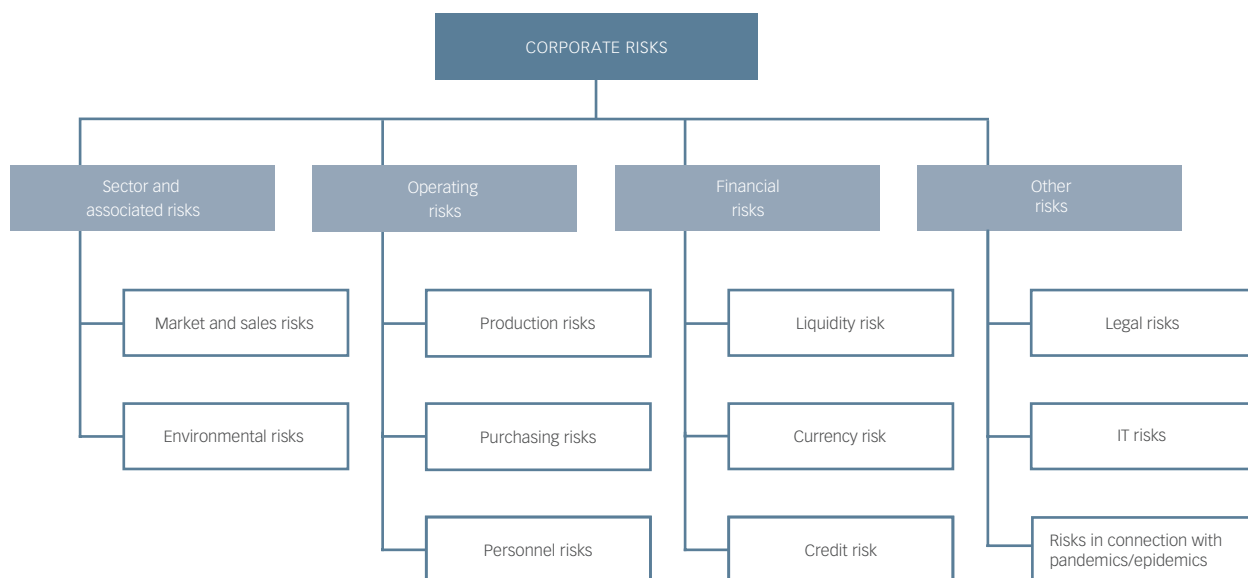 CORPORATE RISKS
Sector and
associated risks
Operating
risks
Financial
risks
Other
risks
Market and sales risks
Production risks
Liquidity risk
Legal risks
Environmental risks
Purchasing risks
Currency risk
IT risks
Personnel risks
Credit risk
Risks in connection with
pandemics/epidemics